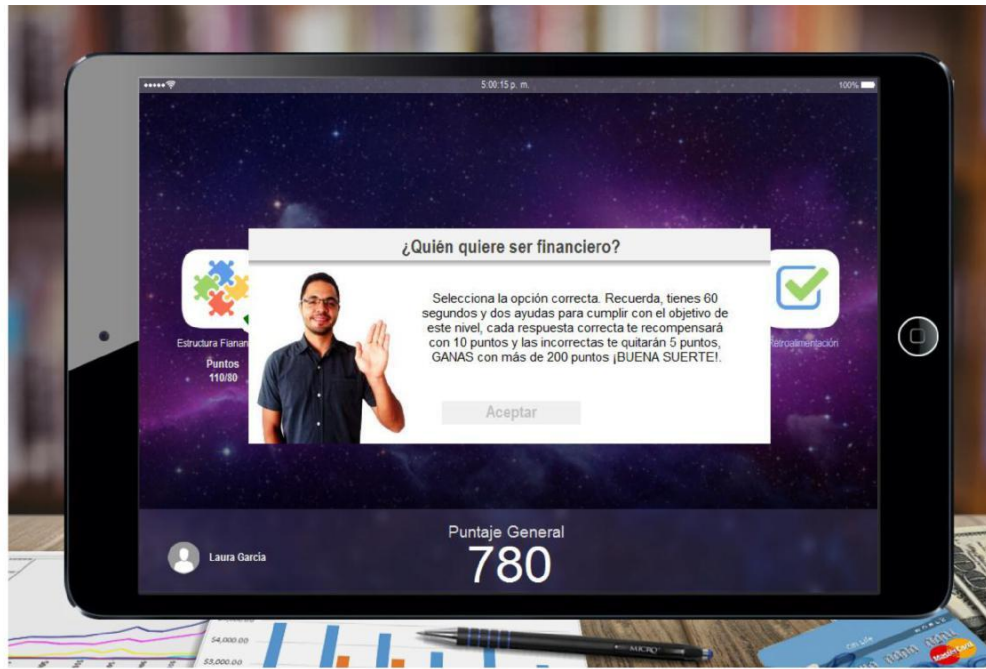 5:00:15 p. m.
100%
¿Quién quiere ser financiero?
Selecciona la opción correcta. Recuerda, tienes 60
segundos y dos ayudas para cumplir con el objetivo de
este nivel, cada respuesta correcta te recompensará
con 10 puntos y las incorrectas te quitarán 5 puntos,
GANAS con más de 200 puntos ¡BUENA SUERTE!.
Aceptar
Estructura Fianan
Puntos
110/80
Retroalimentación
Puntaje General
780
Laura García
$4,000.00
$3,000.00
MICRO
MasterCard